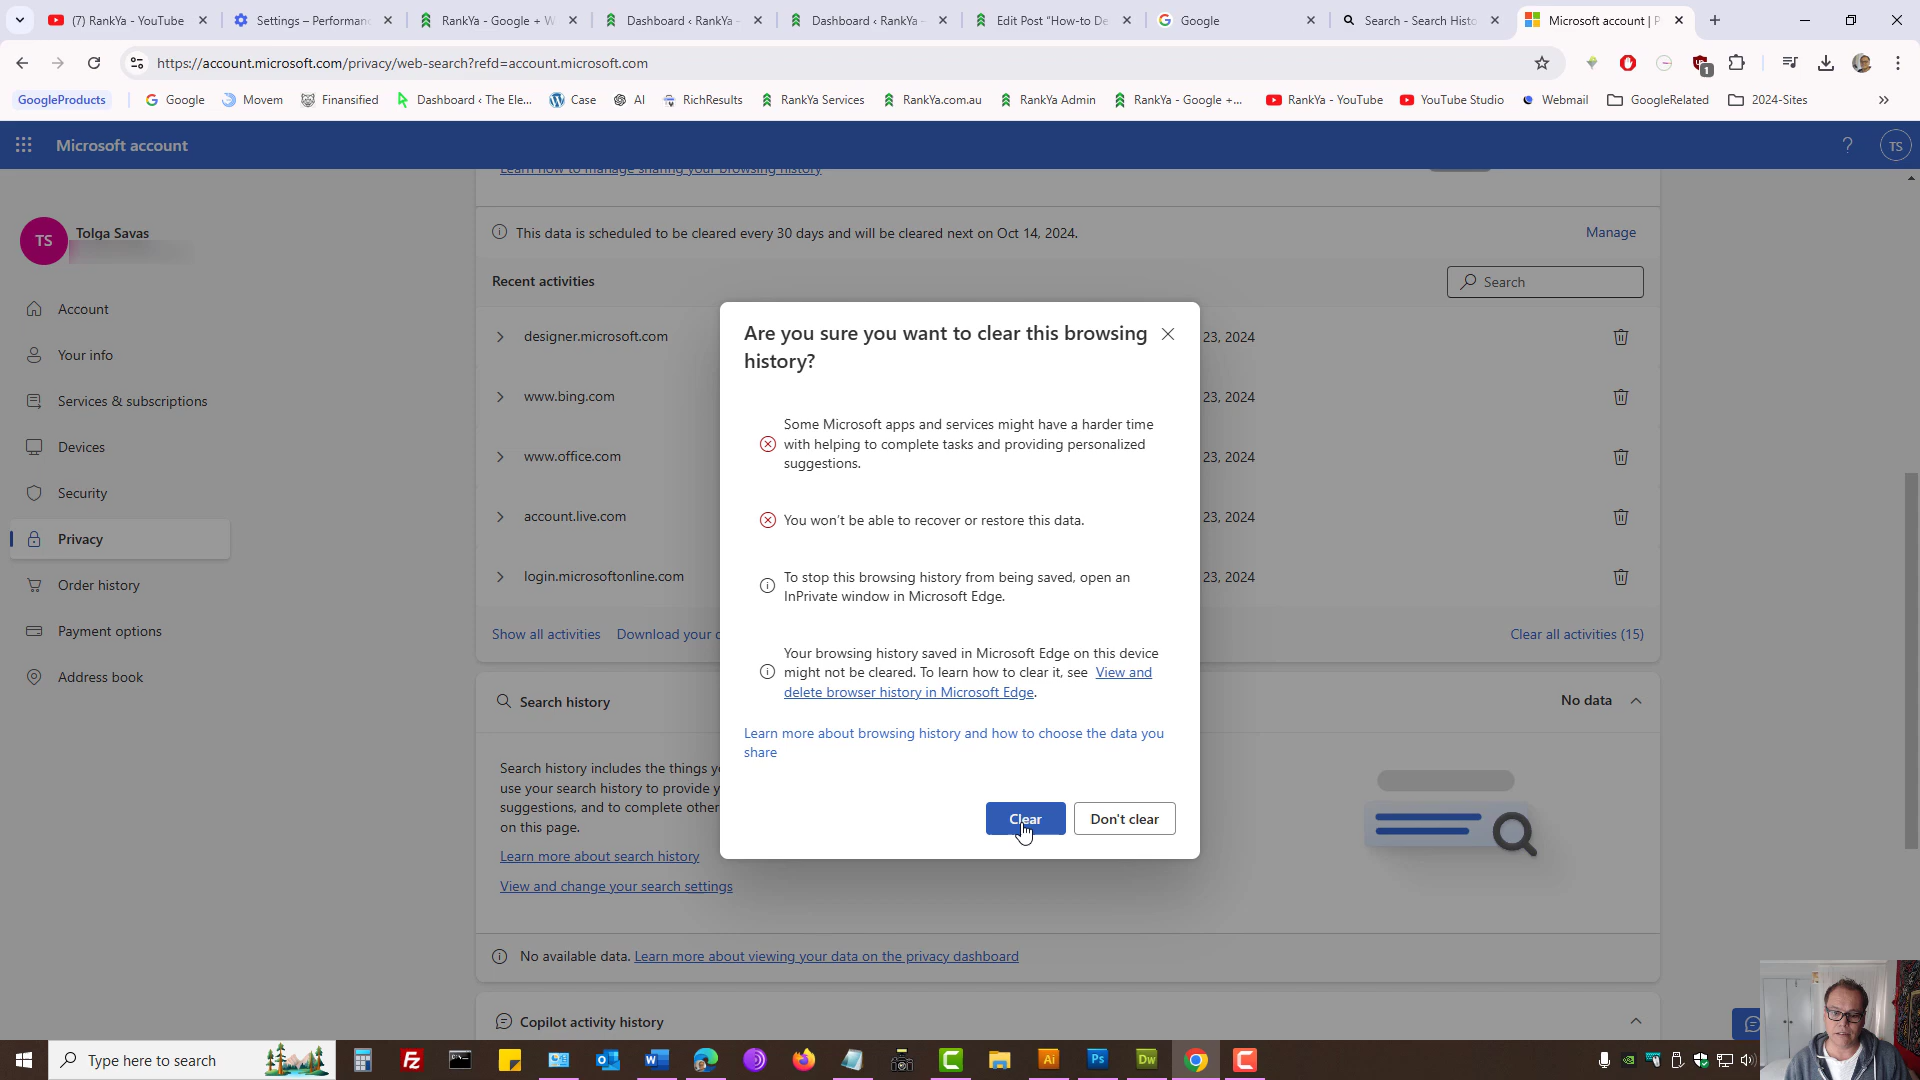 (7) RankYa - YouTube
Settings – Performanc
RankYa - Google + W
Dashboard ‹ RankYa -
Dashboard ‹ RankYa -
Edit Post “How-to De
Google
Search - Search Histo
Microsoft account | P
https://account.microsoft.com/privacy/web-search?refd=account.microsoft.com
1
GoogleProducts
Google
Movem
Finansified
Dashboard ‹ The Ele...
Case
AI
RichResults
RankYa Services
RankYa.com.au
RankYa Admin
RankYa - Google +...
RankYa - YouTube
YouTube Studio
Webmail
GoogleRelated
2024-Sites
Microsoft account
?
TS
Learn how to manage sharing your browsing history
TS
Tolga Savas
Account
Your info
Services & subscriptions
Devices
Security
Privacy
Order history
Payment options
Address book
This data is scheduled to be cleared every 30 days and will be cleared next on Oct 14, 2024.
Manage
Recent activities
Search
designer.microsoft.com
23, 2024
www.bing.com
23, 2024
www.office.com
23, 2024
account.live.com
23, 2024
login.microsoftonline.com
23, 2024
Show all activities
Download your
Clear all activities (15)
Are you sure you want to clear this browsing
history?
Some Microsoft apps and services might have a harder time
with helping to complete tasks and providing personalized
suggestions.
You won't be able to recover or restore this data.
To stop this browsing history from being saved, open an
InPrivate window in Microsoft Edge.
Your browsing history saved in Microsoft Edge on this device
might not be cleared. To learn how to clear it, see View and
delete browser history in Microsoft Edge.
Learn more about browsing history and how to choose the data you
share
Clear
Don't clear
Search history
No data
Search history includes the things
use your search history to provide
suggestions, and to complete other
on this page.
Learn more about search history
View and change your search settings
No available data. Learn more about viewing your data on the privacy dashboard
Copilot activity history
Type here to search
Fz
Ai
Ps
Dw